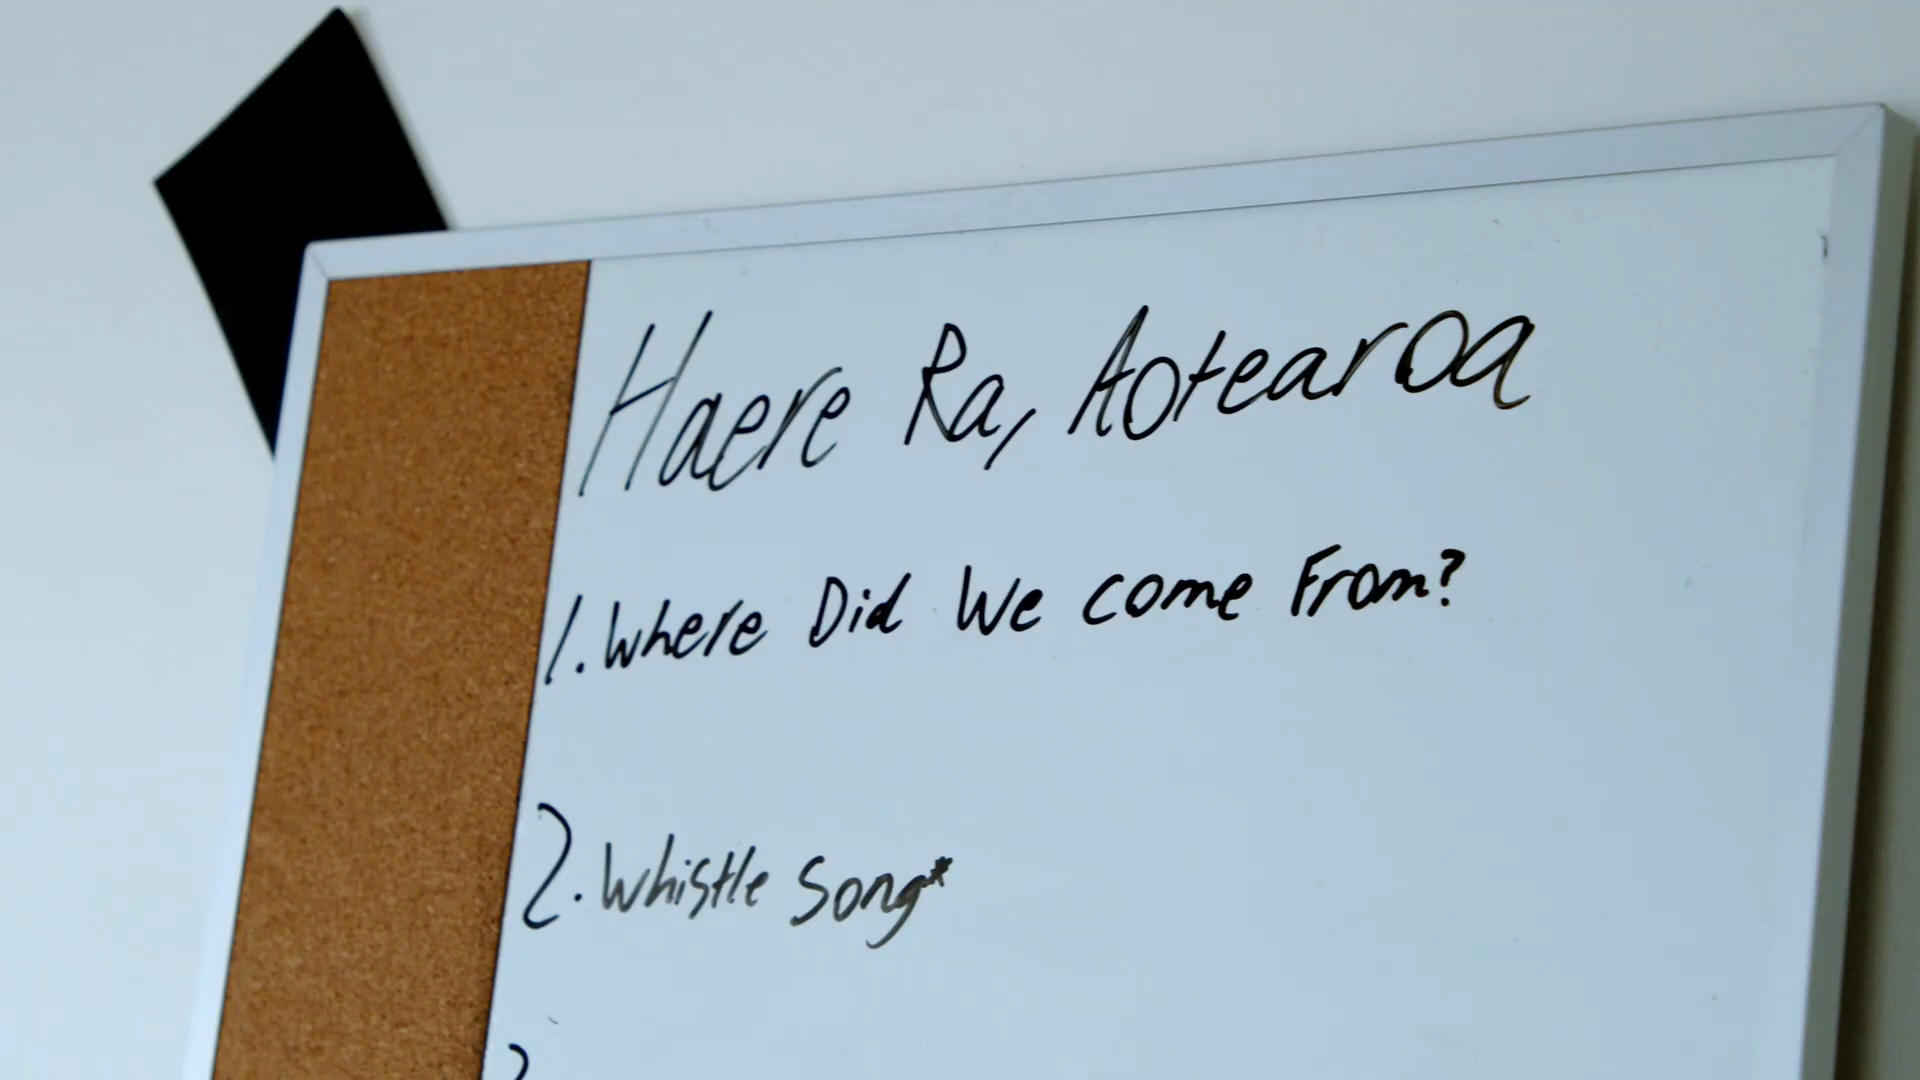 Haere Ra, Aotearoa
1. Where Did We come From?
2. Whistle Song*